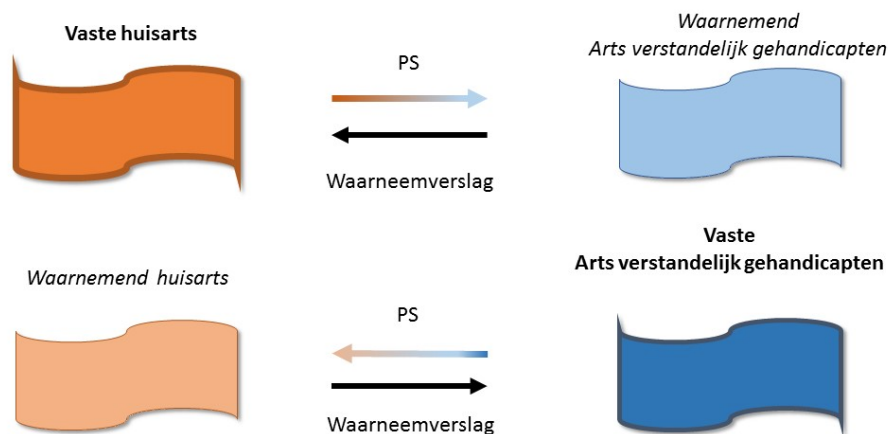 Vaste huisarts
PS
Waarneemverslag
Waarnemend
Arts verstandelijk gehandicapten
Waarnemend huisarts
PS
Waarneemverslag
Vaste
Arts verstandelijk gehandicapten